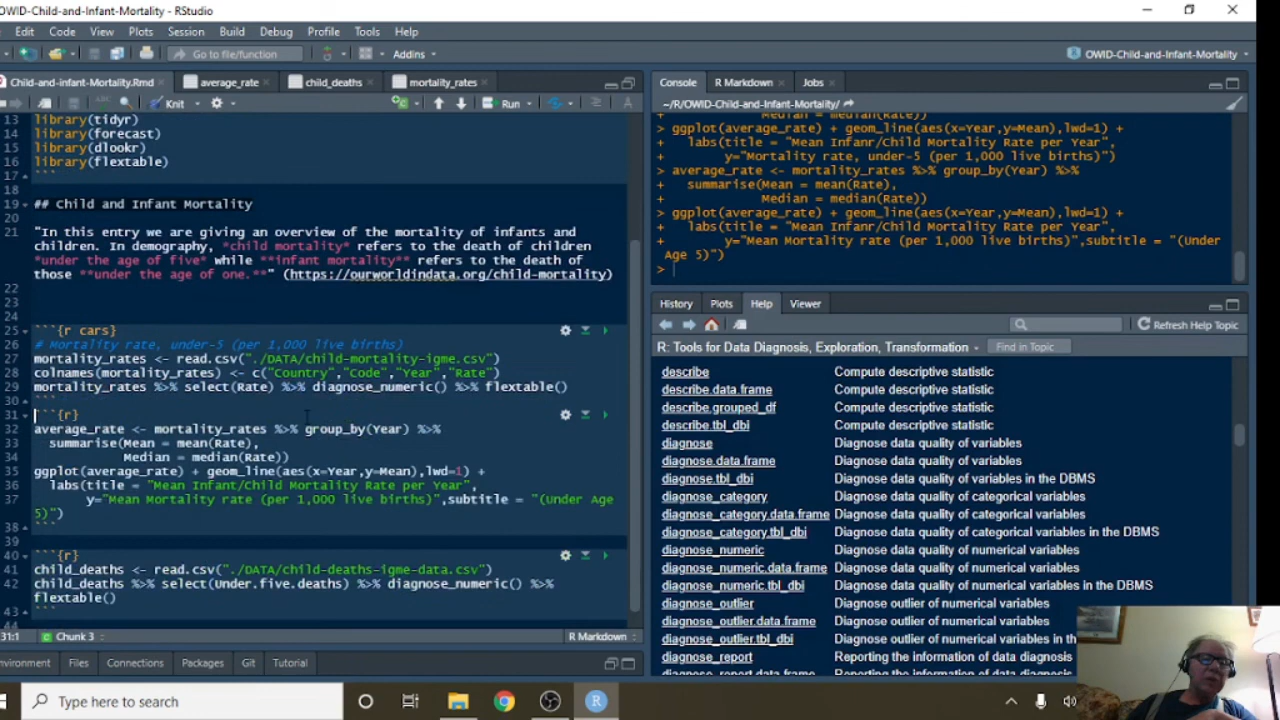 OWID-Child-and-Infant-Mortality - RStudio
Edit Code View Plots Session Build Debug Profile Tools Help
Go to file/function Addins OWID-Child-and-Infant-Mortality
Child-and-infant-Mortality.Rmd average_rate child_deaths mortality_rates
Knit Run
13 library(tidyr)
14 library(forecast)
15 library(dlookr)
16 library(flextable)
17 ```
18
19 ## Child and Infant Mortality
20
21 "In this entry we are giving an overview of the mortality of infants and
children. In demography, *child mortality* refers to the death of children
*under the age of five* while **infant mortality** refers to the death of
those **under the age of one.**" (https://ourworldindata.org/child-mortality)
22
23
24
25 ```{r cars}
26 # Mortality rate, under-5 (per 1,000 live births)
27 mortality_rates <- read.csv("./DATA/child-mortality-igme.csv")
28 colnames(mortality_rates) <- c("Country","Code","Year","Rate")
29 mortality_rates %>% select(Rate) %>% diagnose_numeric() %>% flextable()
30 ```
31 ```{r}
32 average_rate <- mortality_rates %>% group_by(Year) %>%
33 summarise(Mean = mean(Rate),
34 Median = median(Rate))
35 ggplot(average_rate) + geom_line(aes(x=Year,y=Mean),lwd=1) +
36 labs(title = "Mean Infant/Child Mortality Rate per Year",
37 y="Mean Mortality rate (per 1,000 live births)",subtitle = "(Under Age
5)")
38 ```
39
40 ```{r}
41 child_deaths <- read.csv("./DATA/child-deaths-igme-data.csv")
42 child_deaths %>% select(Under.five.deaths) %>% diagnose_numeric() %>%
flextable()
43 ```
44
31:1 Chunk 3 R Markdown
Environment Files Connections Packages Git Tutorial
Console R Markdown Jobs
~/R/OWID-Child-and-Infant-Mortality/
+ Median = median(Rate))
> ggplot(average_rate) + geom_line(aes(x=Year,y=Mean),lwd=1) +
+ labs(title = "Mean Infanr/Child Mortality Rate per Year",
+ y="Mortality rate, under-5 (per 1,000 live births)")
> average_rate <- mortality_rates %>% group_by(Year) %>%
+ summarise(Mean = mean(Rate),
+ Median = median(Rate))
> ggplot(average_rate) + geom_line(aes(x=Year,y=Mean),lwd=1) +
+ labs(title = "Mean Infanr/Child Mortality Rate per Year",
+ y="Mean Mortality rate (per 1,000 live births)",subtitle = "(Under
Age 5)")
>
History Plots Help Viewer
Refresh Help Topic
R: Tools for Data Diagnosis, Exploration, Transformation Find in Topic
describe Compute descriptive statistic
describe.data.frame Compute descriptive statistic
describe.grouped_df Compute descriptive statistic
describe.tbl_dbi Compute descriptive statistic
diagnose Diagnose data quality of variables
diagnose.data.frame Diagnose data quality of variables
diagnose.tbl_dbi Diagnose data quality of variables in the DBMS
diagnose_category Diagnose data quality of categorical variables
diagnose_category.data.frame Diagnose data quality of categorical variables
diagnose_category.tbl_dbi Diagnose data quality of categorical variables in the DBMS
diagnose_numeric Diagnose data quality of numerical variables
diagnose_numeric.data.frame Diagnose data quality of numerical variables
diagnose_numeric.tbl_dbi Diagnose data quality of numerical variables in the DBMS
diagnose_outlier Diagnose outlier of numerical variables
diagnose_outlier.data.frame Diagnose outlier of numerical variables
diagnose_outlier.tbl_dbi Diagnose outlier of numerical variables in th
diagnose_report Reporting the information of data diagnosis
diagnose_report.data.frame Reporting the information of data diagnosis
Type here to search